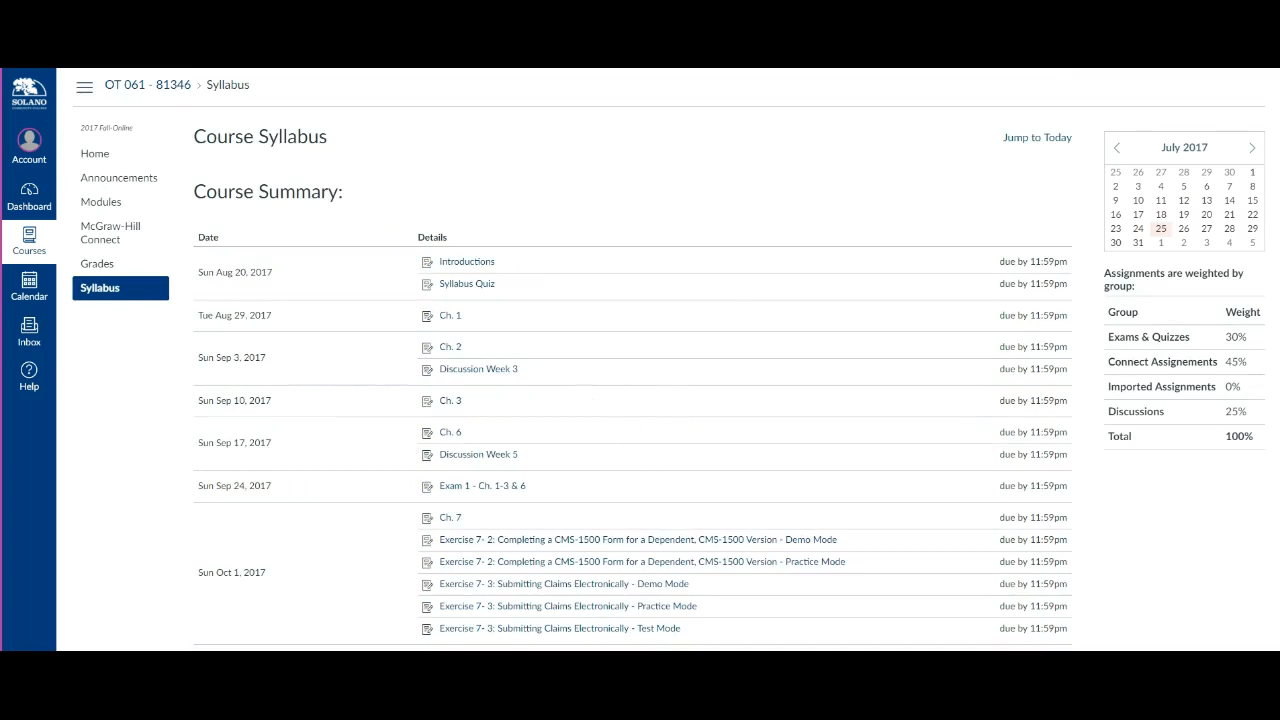 SOLANO
COMMUNITY COLLEGE
Account
Dashboard
Courses
Calendar
Inbox
Help
OT 061 - 81346 > Syllabus
2017 Fall-Online
Home
Announcements
Modules
McGraw-Hill
Connect
Grades
Syllabus
Course Syllabus
Jump to Today
Course Summary:
Date Details
Sun Aug 20, 2017
Introductions due by 11:59pm
Syllabus Quiz due by 11:59pm
Tue Aug 29, 2017
Ch. 1 due by 11:59pm
Sun Sep 3, 2017
Ch. 2 due by 11:59pm
Discussion Week 3 due by 11:59pm
Sun Sep 10, 2017
Ch. 3 due by 11:59pm
Sun Sep 17, 2017
Ch. 6 due by 11:59pm
Discussion Week 5 due by 11:59pm
Sun Sep 24, 2017
Exam 1 - Ch. 1-3 & 6 due by 11:59pm
Sun Oct 1, 2017
Ch. 7 due by 11:59pm
Exercise 7- 2: Completing a CMS-1500 Form for a Dependent, CMS-1500 Version - Demo Mode due by 11:59pm
Exercise 7- 2: Completing a CMS-1500 Form for a Dependent, CMS-1500 Version - Practice Mode due by 11:59pm
Exercise 7- 3: Submitting Claims Electronically - Demo Mode due by 11:59pm
Exercise 7- 3: Submitting Claims Electronically - Practice Mode due by 11:59pm
Exercise 7- 3: Submitting Claims Electronically - Test Mode due by 11:59pm
July 2017
25 26 27 28 29 30 1
2 3 4 5 6 7 8
9 10 11 12 13 14 15
16 17 18 19 20 21 22
23 24 25 26 27 28 29
30 31 1 2 3 4 5
Assignments are weighted by
group:
Group Weight
Exams & Quizzes 30%
Connect Assignements 45%
Imported Assignments 0%
Discussions 25%
Total 100%